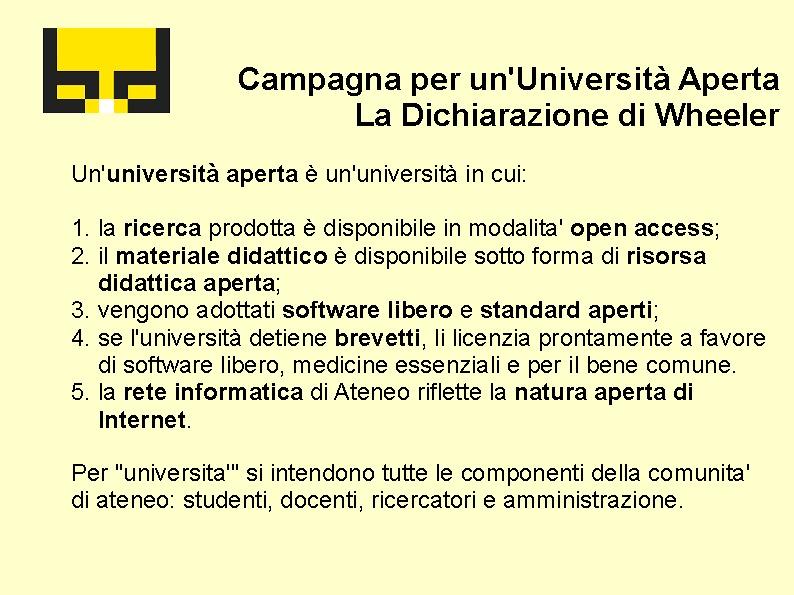 Campagna per un'Università Aperta
La Dichiarazione di Wheeler
Un'università aperta è un'università in cui:
1. la ricerca prodotta è disponibile in modalita' open access;
2. il materiale didattico è disponibile sotto forma di risorsa
didattica aperta;
3. vengono adottati software libero e standard aperti;
4. se l'università detiene brevetti, li licenzia prontamente a favore
di software libero, medicine essenziali e per il bene comune.
5. la rete informatica di Ateneo riflette la natura aperta di
Internet.
Per "universita'" si intendono tutte le componenti della comunita'
di ateneo: studenti, docenti, ricercatori e amministrazione.